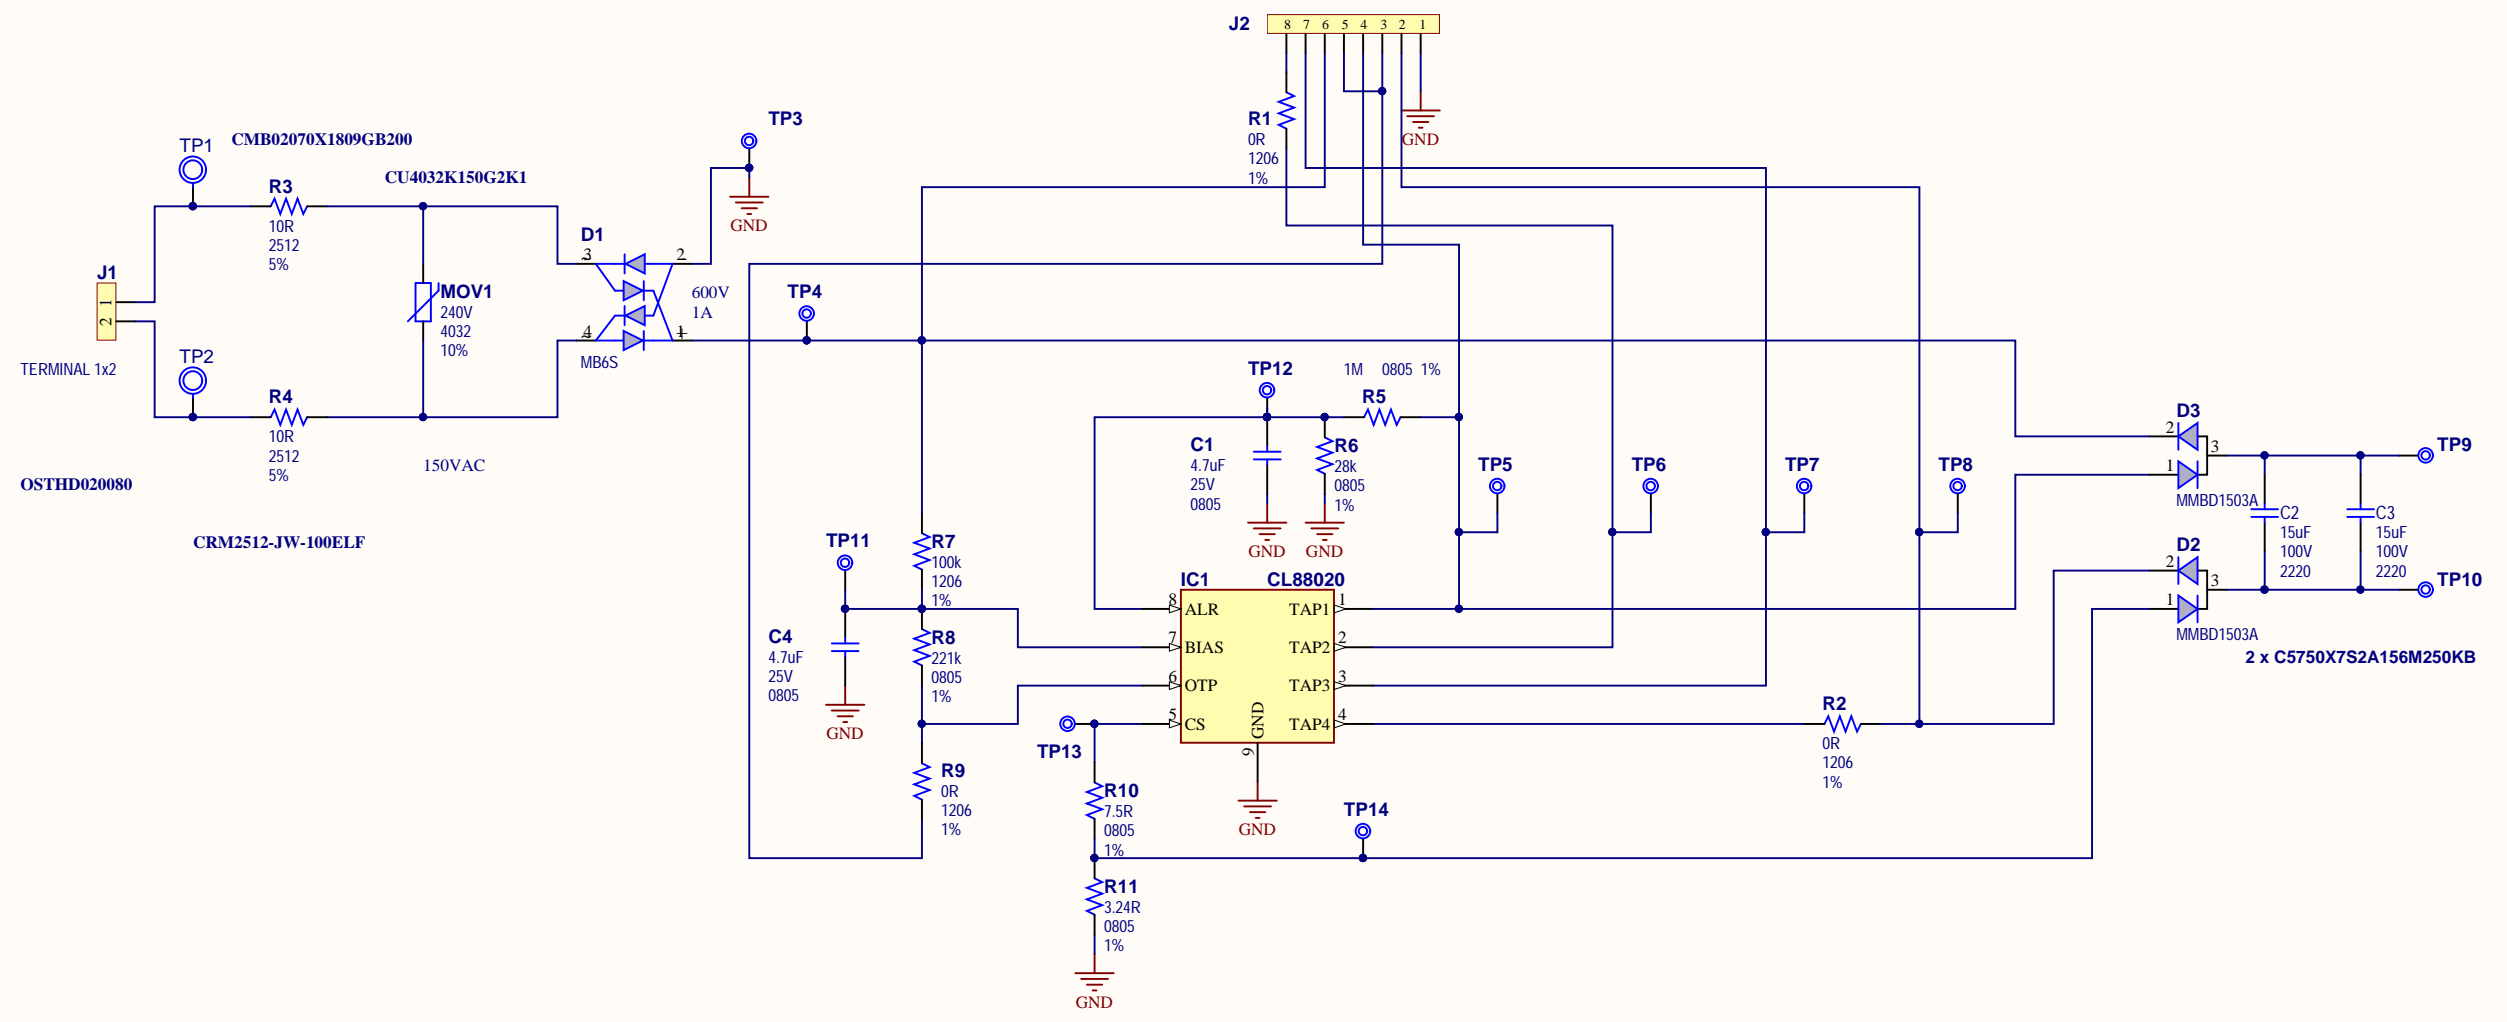 J2
8 7 6 5 4 3 2 1
R1
0R
1206
1%
GND
TP3
GND
TP1
CMB02070X1809GB200
R3
10R
2512
5%
CU4032K150G2K1
J1
1
2
TERMINAL 1x2
MOV1
240V
4032
10%
TP2
R4
10R
2512
5%
150VAC
OSTHD020080
CRM2512-JW-100ELF
D1
3
2
4
1
MB6S
600V
1A
TP4
TP12
1M 0805 1%
R5
C1
4.7uF
25V
0805
GND
R6
28k
0805
1%
GND
TP5
TP6
TP7
TP8
TP11
R7
100k
1206
1%
C4
4.7uF
25V
0805
GND
R8
221k
0805
1%
R9
0R
1206
1%
IC1
CL88020
8 ALR
7 BIAS
6 OTP
5 CS
TAP1 1
TAP2 2
TAP3 3
TAP4 4
GND
9
GND
TP13
R10
7.5R
0805
1%
R11
3.24R
0805
1%
GND
TP14
R2
0R
1206
1%
D3
2
3
1
MMBD1503A
D2
2
3
1
MMBD1503A
C2
15uF
100V
2220
C3
15uF
100V
2220
TP9
TP10
2 x C5750X7S2A156M250KB